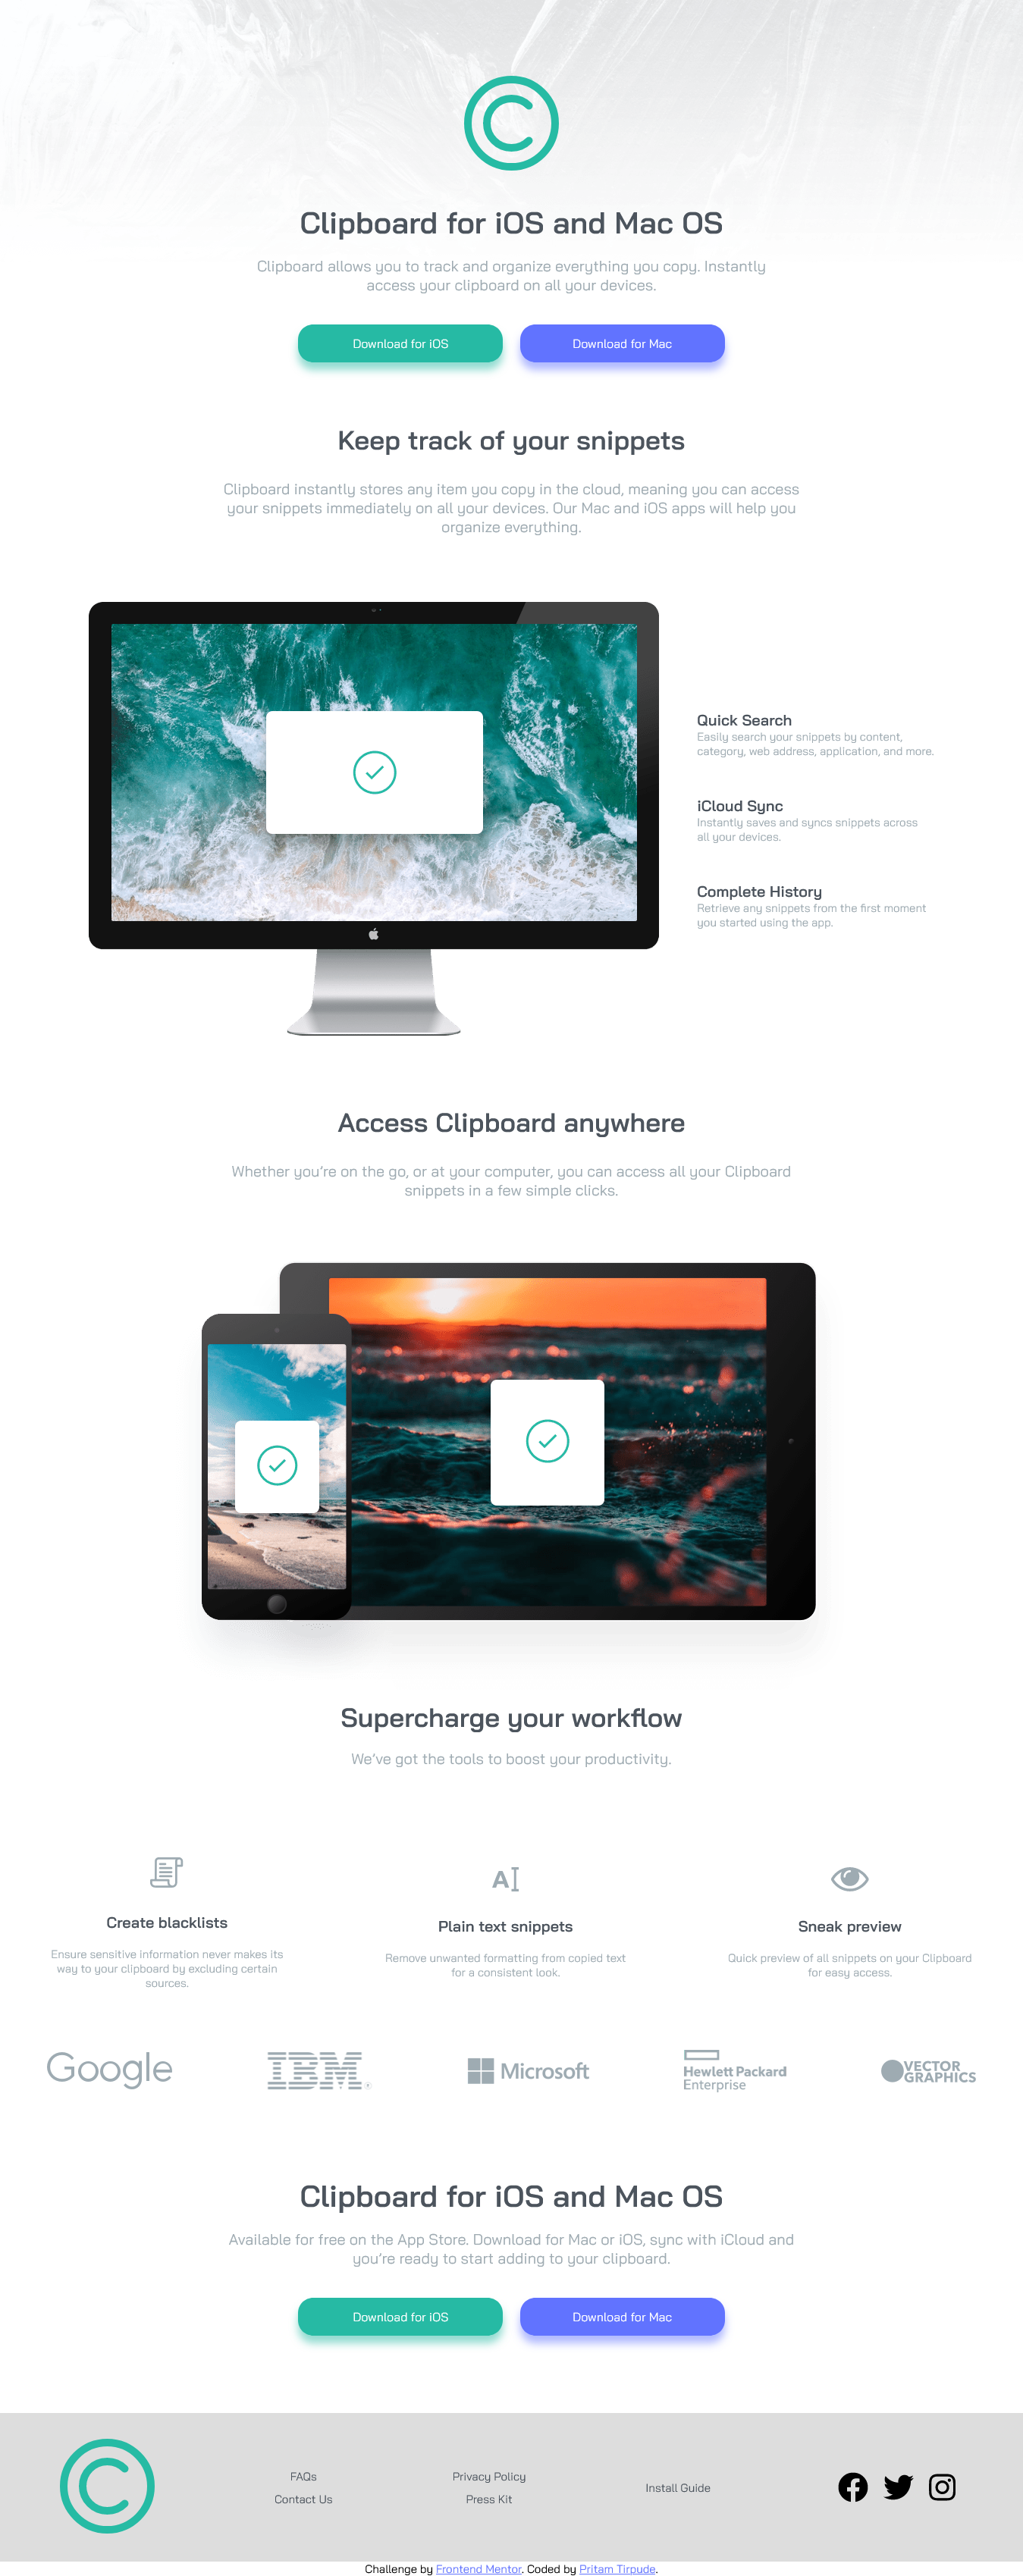 Clipboard for iOS and Mac OS
Clipboard allows you to track and organize everything you copy. Instantly
access your clipboard on all your devices.
Download for iOS
Download for Mac
Keep track of your snippets
Clipboard instantly stores any item you copy in the cloud, meaning you can access
your snippets immediately on all your devices. Our Mac and iOS apps will help you
organize everything.
Quick Search
Easily search your snippets by content,
category, web address, application, and more.
iCloud Sync
Instantly saves and syncs snippets across
all your devices.
Complete History
Retrieve any snippets from the first moment
you started using the app.
Access Clipboard anywhere
Whether you’re on the go, or at your computer, you can access all your Clipboard
snippets in a few simple clicks.
Supercharge your workflow
We’ve got the tools to boost your productivity.
Create blacklists
Ensure sensitive information never makes its
way to your clipboard by excluding certain
sources.
Plain text snippets
Remove unwanted formatting from copied text
for a consistent look.
Sneak preview
Quick preview of all snippets on your Clipboard
for easy access.
Google
IBM
Microsoft
Hewlett Packard
Enterprise
VECTOR
GRAPHICS
Clipboard for iOS and Mac OS
Available for free on the App Store. Download for Mac or iOS, sync with iCloud and
you’re ready to start adding to your clipboard.
Download for iOS
Download for Mac
FAQs
Contact Us
Privacy Policy
Press Kit
Install Guide
Challenge by Frontend Mentor. Coded by Pritam Tirpude.